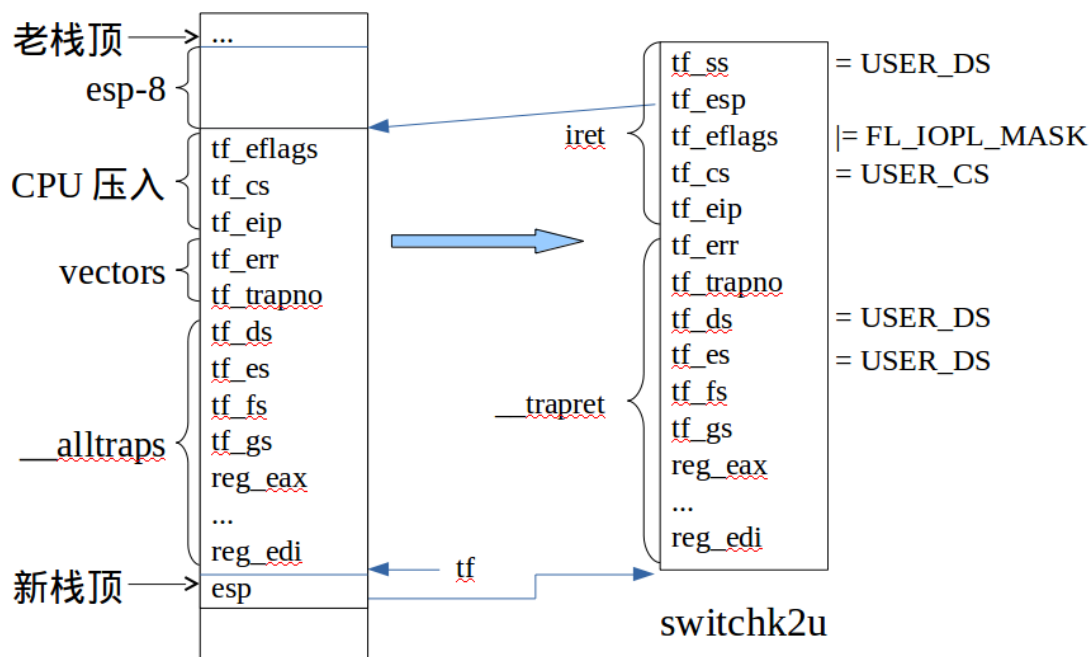 老栈顶
...
esp-8
CPU 压入
tf_eflags
tf_cs
tf_eip
vectors
tf_err
tf_trapno
__alltraps
tf_ds
tf_es
tf_fs
tf_gs
reg_eax
...
reg_edi
新栈顶
esp
tf
iret
tf_ss
= USER_DS
tf_esp
tf_eflags
|= FL_IOPL_MASK
tf_cs
= USER_CS
tf_eip
__trapret
tf_err
tf_trapno
tf_ds
= USER_DS
tf_es
= USER_DS
tf_fs
tf_gs
reg_eax
...
reg_edi
switchk2u